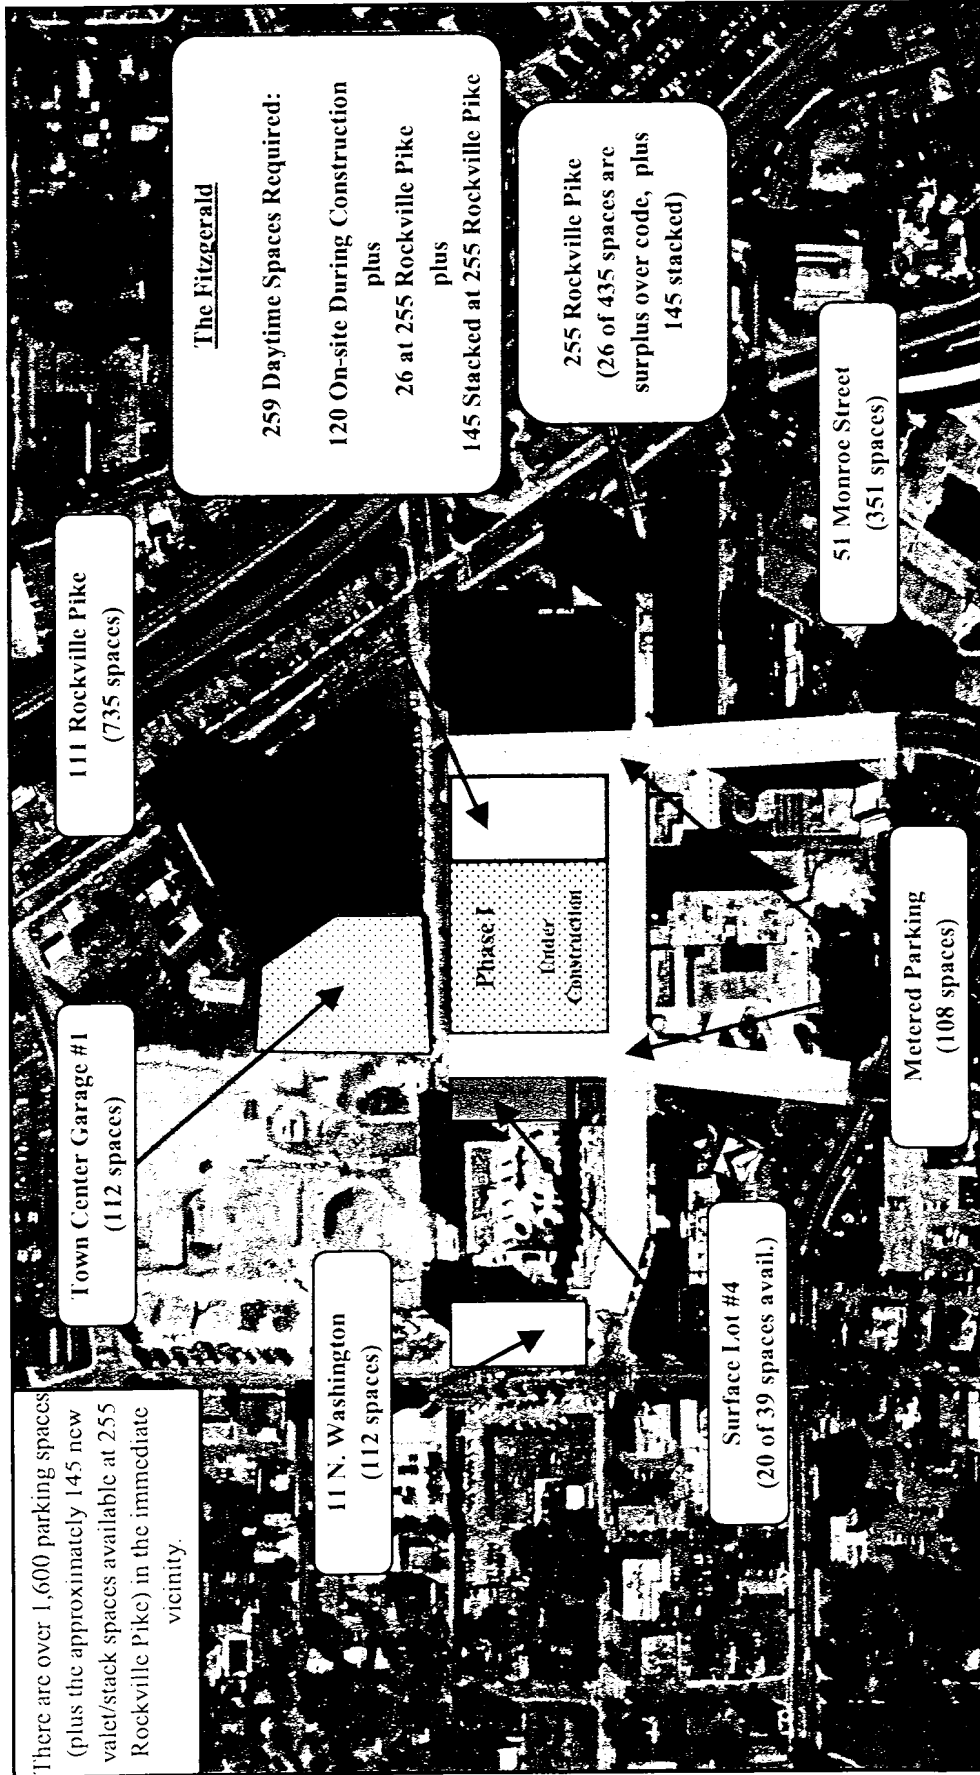 There are over 1,600 parking spaces
(plus the approximately 145 new
valet/stack spaces available at 255
Rockville Pike) in the immediate
vicinity.
Town Center Garage #1
(112 spaces)
111 Rockville Pike
(735 spaces)
The Fitzgerald
259 Daytime Spaces Required:
120 On-site During Construction
plus
26 at 255 Rockville Pike
plus
145 Stacked at 255 Rockville Pike
11 N. Washington
(112 spaces)
Phase I
Under
Construction
255 Rockville Pike
(26 of 435 spaces are
surplus over code, plus
145 stacked)
Surface Lot #4
(20 of 39 spaces avail.)
Metered Parking
(108 spaces)
51 Monroe Street
(351 spaces)